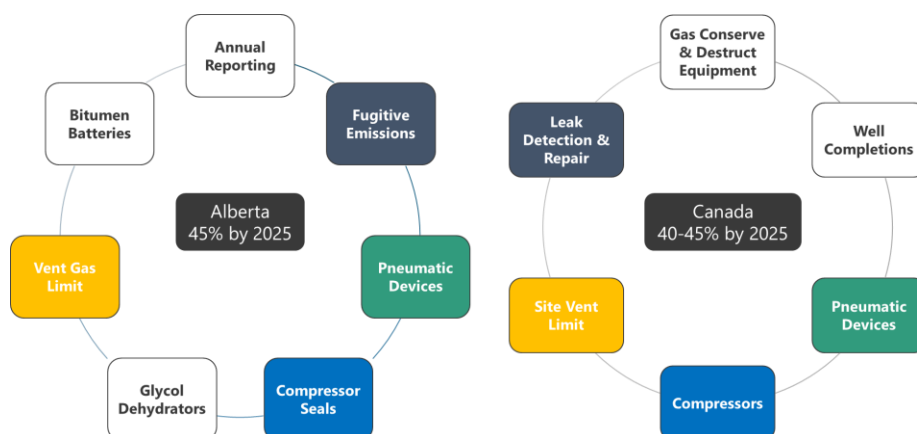 Annual
Reporting
Fugitive
Emissions
Pneumatic
Devices
Compressor
Seals
Glycol
Dehydrators
Vent Gas
Limit
Bitumen
Batteries
Alberta
45% by 2025
Gas Conserve
& Destruct
Equipment
Well
Completions
Pneumatic
Devices
Compressors
Site Vent
Limit
Leak
Detection &
Repair
Canada
40-45% by 2025